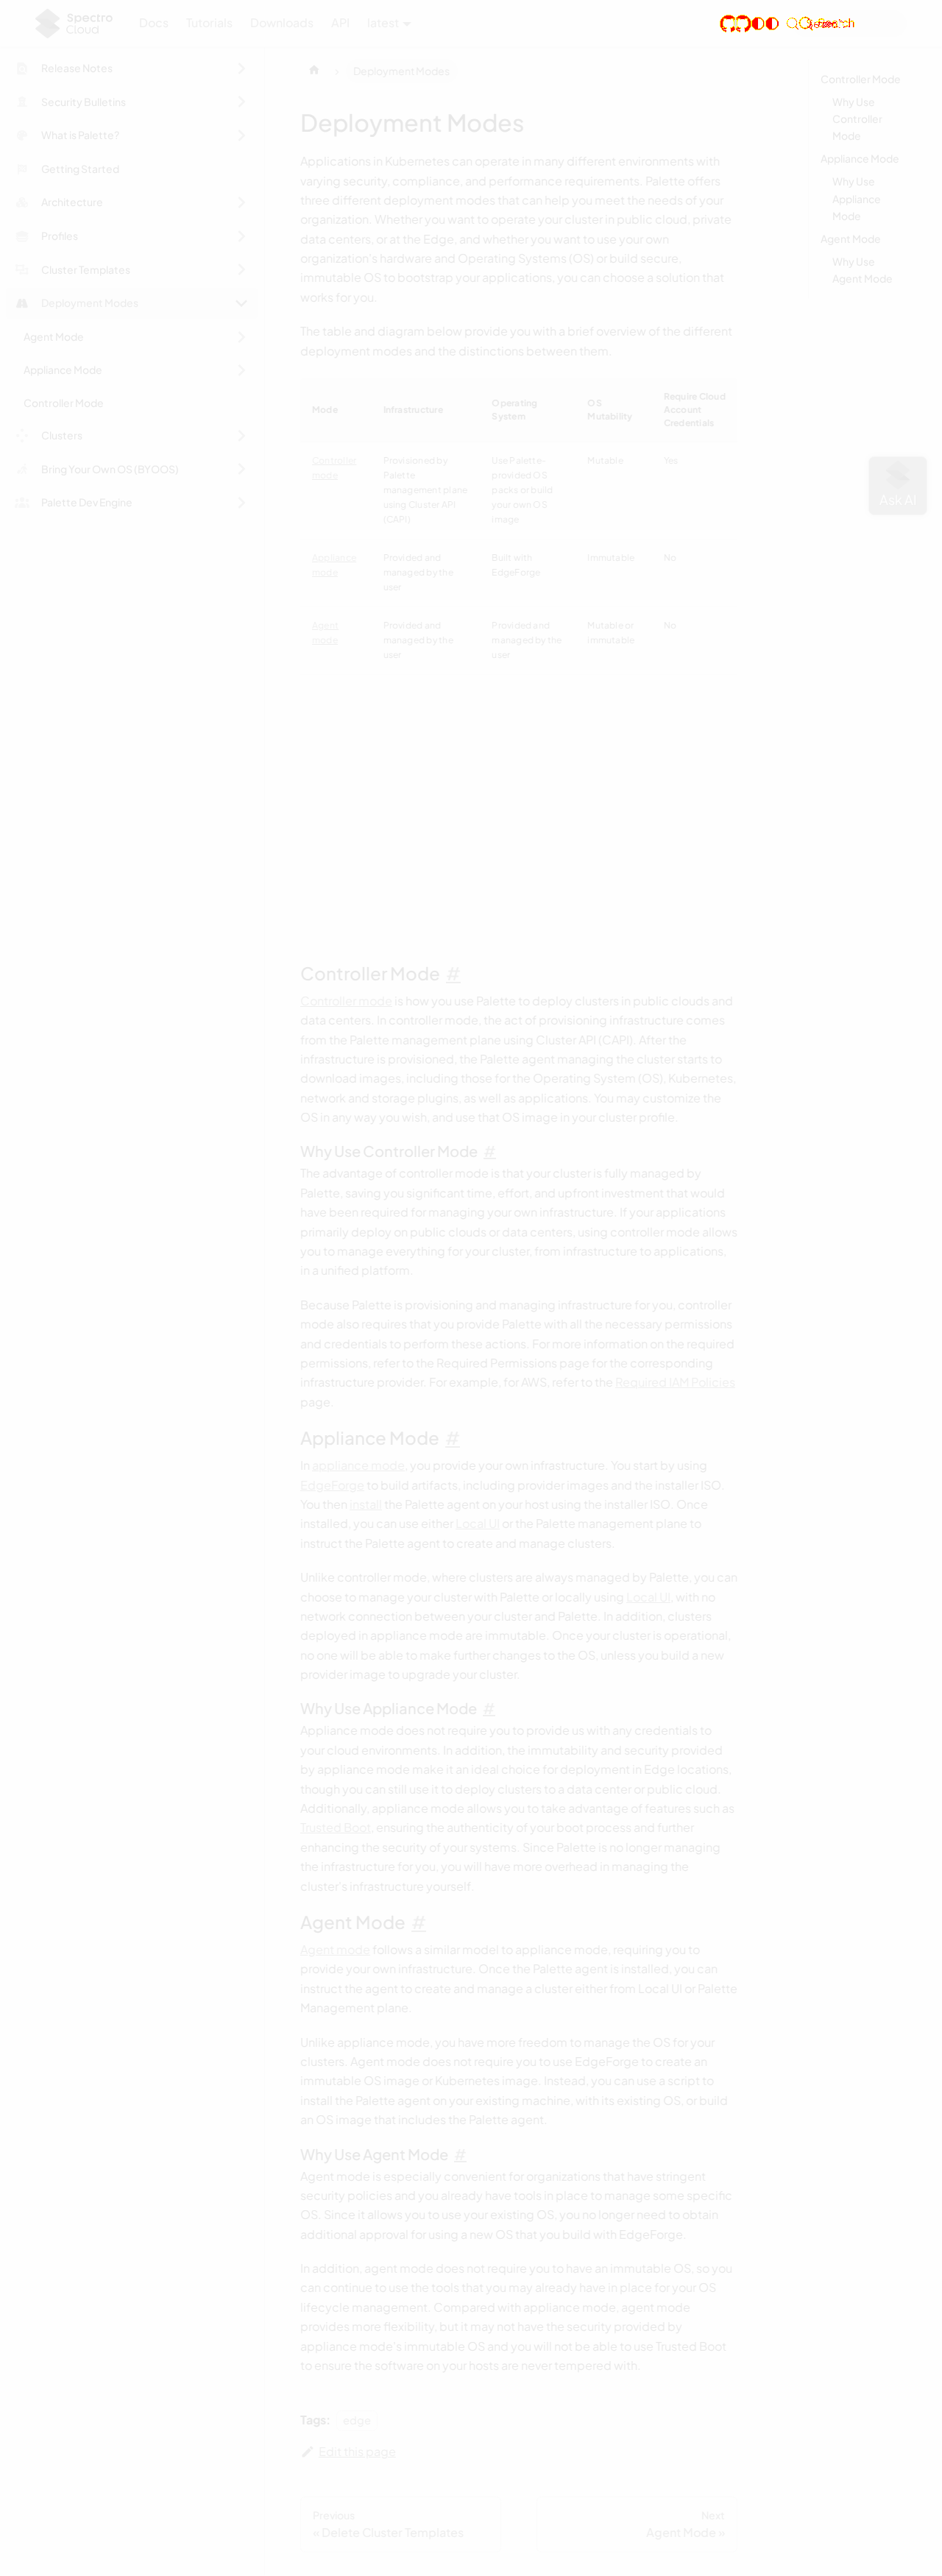 Spectro
Cloud
Docs
Tutorials
Downloads
API
latest
Release Notes
Security Bulletins
What is Palette?
Getting Started
Architecture
Profiles
Cluster Templates
Deployment Modes
Agent Mode
Appliance Mode
Controller Mode
Clusters
Bring Your Own OS (BYOOS)
Palette Dev Engine
Deployment Modes
Deployment Modes
Applications in Kubernetes can operate in many different environments with
varying security, compliance, and performance requirements. Palette offers
three different deployment modes that can help you meet the needs of your
organization. Whether you want to operate your cluster in public cloud, private
data centers, or at the Edge, and whether you want to use your own
organization's hardware and Operating Systems (OS) or build secure,
immutable OS to bootstrap your applications, you can choose a solution that
works for you.
The table and diagram below provide you with a brief overview of the different
deployment modes and the distinctions between them.
Mode
Infrastructure
Operating
System
OS
Mutability
Require Cloud
Account
Credentials
Controller
mode
Provisioned by
Palette
management plane
using Cluster API
(CAPI)
Use Palette-
provided OS
packs or build
your own OS
image
Mutable
Yes
Appliance
mode
Provided and
managed by the
user
Built with
EdgeForge
Immutable
No
Agent
mode
Provided and
managed by the
user
Provided and
managed by the
user
Mutable or
immutable
No
Controller Mode #
Controller mode is how you use Palette to deploy clusters in public clouds and
data centers. In controller mode, the act of provisioning infrastructure comes
from the Palette management plane using Cluster API (CAPI). After the
infrastructure is provisioned, the Palette agent managing the cluster starts to
download images, including those for the Operating System (OS), Kubernetes,
network and storage plugins, as well as applications. You may customize the
OS in any way you wish, and use that OS image in your cluster profile.
Why Use Controller Mode #
The advantage of controller mode is that your cluster is fully managed by
Palette, saving you significant time, effort, and upfront investment that would
have been required for managing your own infrastructure. If your applications
primarily deploy on public clouds or data centers, using controller mode allows
you to manage everything for your cluster, from infrastructure to applications,
in a unified platform.
Because Palette is provisioning and managing infrastructure for you, controller
mode also requires that you provide Palette with all the necessary permissions
and credentials to perform these actions. For more information on the required
permissions, refer to the Required Permissions page for the corresponding
infrastructure provider. For example, for AWS, refer to the Required IAM Policies
page.
Appliance Mode #
In appliance mode, you provide your own infrastructure. You start by using
EdgeForge to build artifacts, including provider images and the installer ISO.
You then install the Palette agent on your host using the installer ISO. Once
installed, you can use either Local UI or the Palette management plane to
instruct the Palette agent to create and manage clusters.
Unlike controller mode, where clusters are always managed by Palette, you can
choose to manage your cluster with Palette or locally using Local UI, with no
network connection between your cluster and Palette. In addition, clusters
deployed in appliance mode are immutable. Once your cluster is operational,
no one will be able to make further changes to the OS, unless you build a new
provider image to upgrade your cluster.
Why Use Appliance Mode #
Appliance mode does not require you to provide us with any credentials to
your cloud environments. In addition, the immutability and security provided
by appliance mode make it an ideal choice for deployment in Edge locations,
though you can still use it to deploy clusters to a data center or public cloud.
Additionally, appliance mode allows you to take advantage of features such as
Trusted Boot, ensuring the authenticity of your boot process and further
enhancing the security of your systems. Since Palette is no longer managing
the infrastructure for you, you will have more overhead in managing the
cluster's infrastructure yourself.
Agent Mode #
Agent mode follows a similar model to appliance mode, requiring you to
provide your own infrastructure. Once the Palette agent is installed, you can
instruct the agent to create and manage a cluster either from Local UI or Palette
Management plane.
Unlike appliance mode, you have more freedom to manage the OS for your
clusters. Agent mode does not require you to use EdgeForge to create an
immutable OS image or Kubernetes image. Instead, you can use a script to
install the Palette agent on your existing machine, with its existing OS, or build
an OS image that includes the Palette agent.
Why Use Agent Mode #
Agent mode is especially convenient for organizations that have stringent
security policies and you already have tools in place to manage some specific
OS. Since it allows you to use your existing OS, you no longer need to obtain
additional approval for using a new OS that you build with EdgeForge.
In addition, agent mode does not require you to have an immutable OS, so you
can continue to use the tools that you may already have in place for your OS
lifecycle management. Compared with appliance mode, agent mode
provides more flexibility, but it may not have the security provided by
appliance mode's immutable OS and you will not be able to use Trusted Boot
to ensure the software on your hosts are never tempered with.
Tags:
edge
Edit this page
Previous
« Delete Cluster Templates
Next
Agent Mode »
Controller Mode
Why Use
Controller
Mode
Appliance Mode
Why Use
Appliance
Mode
Agent Mode
Why Use
Agent Mode
Ask AI